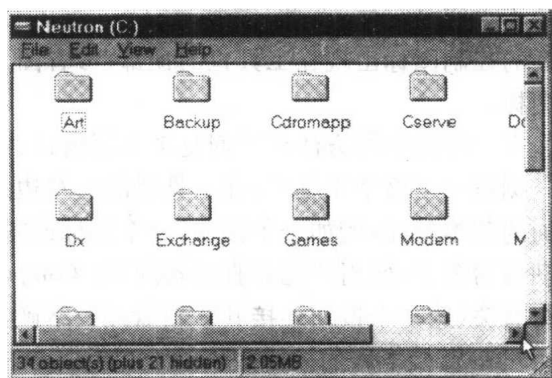 Neutron (C:)
File Edit View Help
Art Backup Cdromapp Cserve
Dx Exchange Games Modem M
34 object(s) (plus 21 hidden) 2.05MB